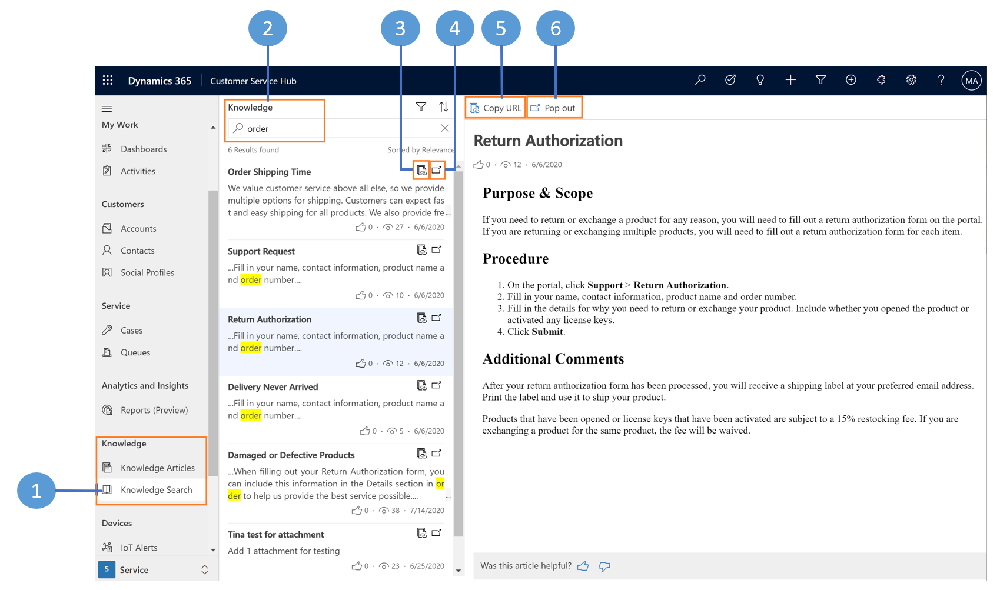 2
3
4
5
6
Dynamics 365
Customer Service Hub
MA
My Work
Dashboards
Activities
Customers
Accounts
Contacts
Social Profiles
Service
Cases
Queues
Analytics and Insights
Reports (Preview)
Knowledge
Knowledge Articles
1
Knowledge Search
Devices
IoT Alerts
S
Service
Knowledge
order
6 Results found
Sorted by Relevance
Order Shipping Time
We value customer service above all else, so we provide
multiple options for shipping. Customers can expect fas
t and easy shipping for all products. We also provide fre...
0 · 27 · 6/6/2020
Support Request
...Fill in your name, contact information, product name a
nd order number...
0 · 10 · 6/6/2020
Return Authorization
...Fill in your name, contact information, product name a
nd order number...
0 · 12 · 6/6/2020
Delivery Never Arrived
...Fill in your name, contact information, product name a
nd order number...
0 · 5 · 6/6/2020
Damaged or Defective Products
...When filling out your Return Authorization form, you
can include this information in the Details section in or
der to help us provide the best service possible....
0 · 38 · 7/14/2020
Tina test for attachment
Add 1 attachment for testing
0 · 23 · 6/25/2020
Copy URL
Pop out
Return Authorization
0 · 12 · 6/6/2020
Purpose & Scope
If you need to return or exchange a product for any reason, you will need to fill out a return authorization form on the portal.
If you are returning or exchanging multiple products, you will need to fill out a return authorization form for each item.
Procedure
1. On the portal, click Support > Return Authorization.
2. Fill in your name, contact information, product name and order number.
3. Fill in the details for why you need to return or exchange your product. Include whether you opened the product or
activated any license keys.
4. Click Submit.
Additional Comments
After your return authorization form has been processed, you will receive a shipping label at your preferred email address.
Print the label and use it to ship your product.
Products that have been opened or license keys that have been activated are subject to a 15% restocking fee. If you are
exchanging a product for the same product, the fee will be waived.
Was this article helpful?